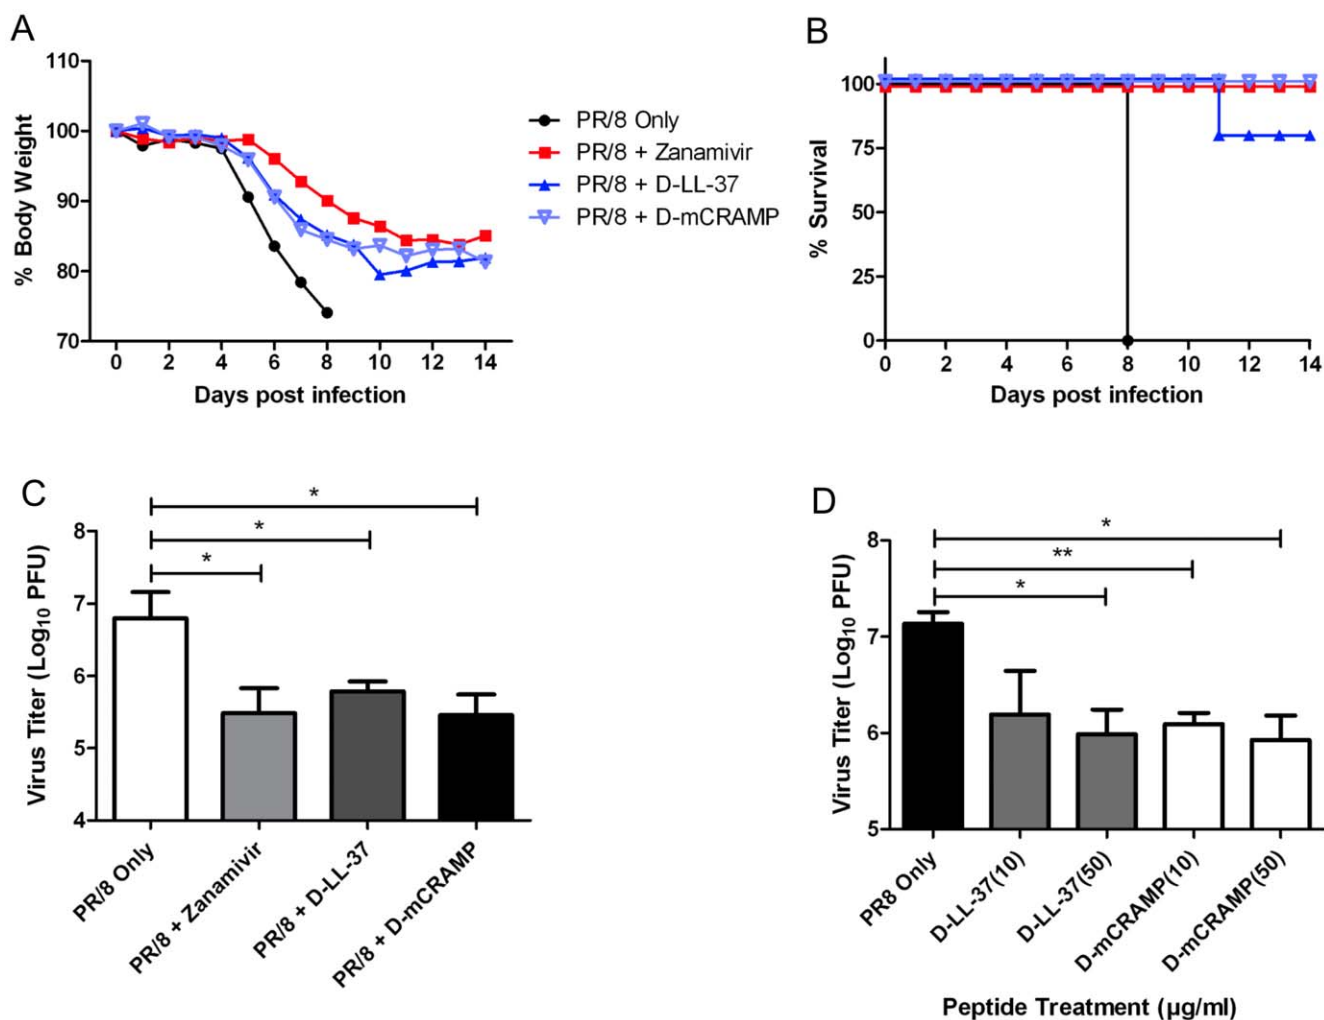 A
110
100
90
80
70
% Body Weight
0 2 4 6 8 10 12 14
Days post infection
PR/8 Only
PR/8 + Zanamivir
PR/8 + D-LL-37
PR/8 + D-mCRAMP
B
100
75
50
25
0
% Survival
0 2 4 6 8 10 12 14
Days post infection
C
*
*
*
8
7
6
5
4
Virus Titer (Log10 PFU)
PR/8 Only
PR/8 + Zanamivir
PR/8 + D-LL-37
PR/8 + D-mCRAMP
D
*
**
*
8
7
6
5
Virus Titer (Log10 PFU)
PR8 Only
D-LL-37(10)
D-LL-37(50)
D-mCRAMP(10)
D-mCRAMP(50)
Peptide Treatment (µg/ml)